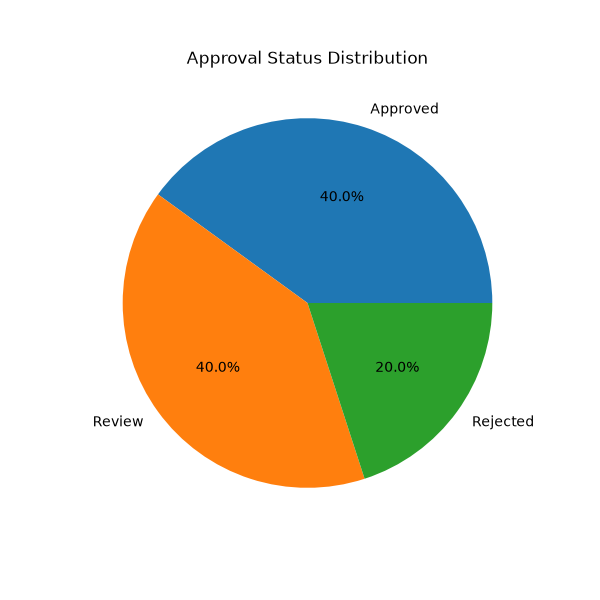 Approval Status Distribution
Approved
40.0%
40.0%
20.0%
Review
Rejected